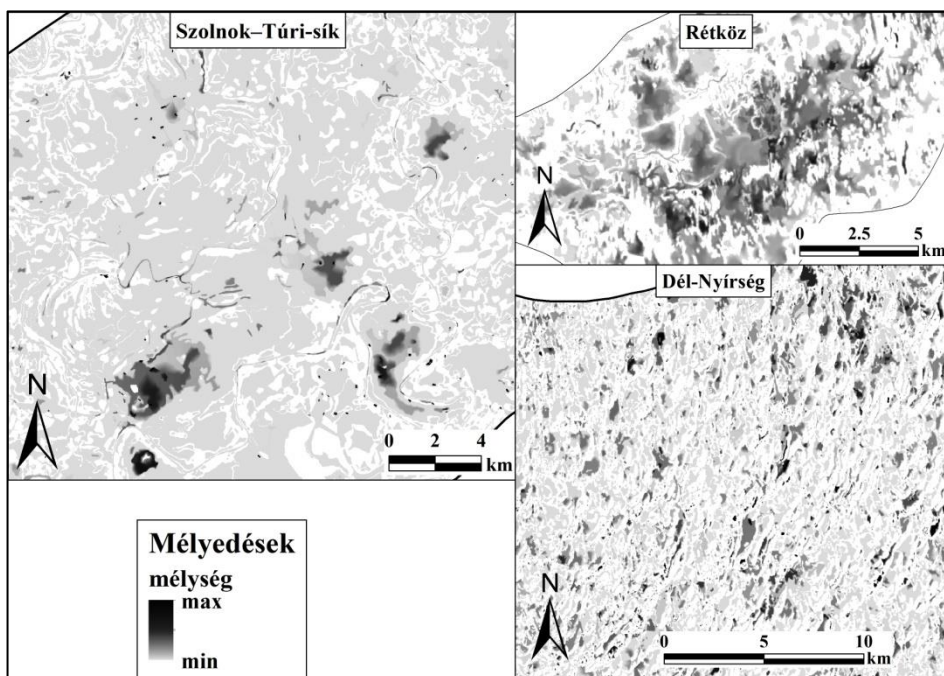 Szolnok–Túri-sík
N
0 2 4
km
Rétköz
N
0 2.5 5
km
Dél-Nyírség
N
0 5 10
km
Mélyedések
mélység
max
min